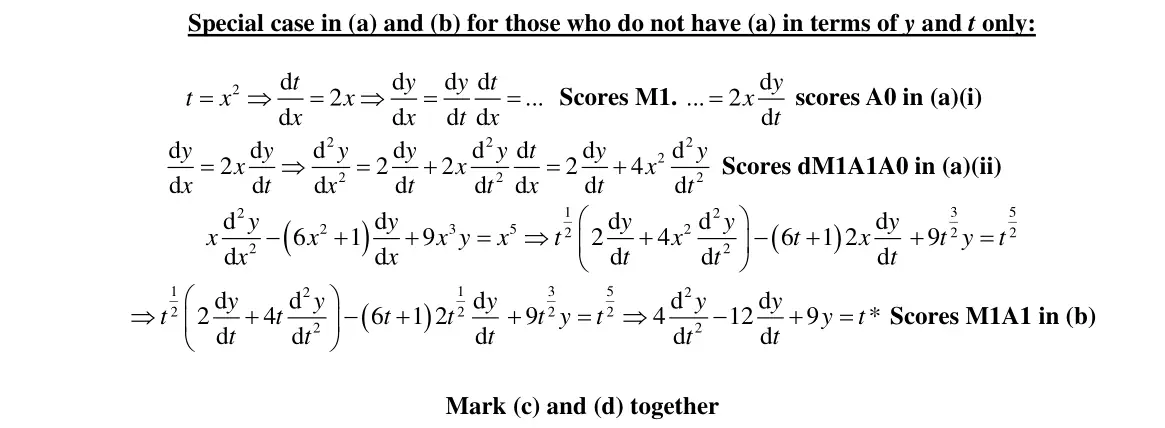 Special case in (a) and (b) for those who do not have (a) in terms of y and t only:
t = x² ⇒ dt/dx = 2x ⇒ dy/dx = dy/dt dt/dx = ... Scores M1. ... = 2x dy/dt scores A0 in (a)(i)
dy/dx = 2x dy/dt ⇒ d²y/dx² = 2 dy/dt + 2x d²y/dt² dt/dx = 2 dy/dt + 4x² d²y/dt² Scores dM1A1A0 in (a)(ii)
x d²y/dx² − (6x² + 1) dy/dx + 9x³y = x⁵ ⇒ t^(1/2) (2 dy/dt + 4x² d²y/dt²) − (6t + 1) 2x dy/dt + 9t^(3/2) y = t^(5/2)
⇒ t^(1/2) (2 dy/dt + 4t d²y/dt²) − (6t + 1) 2t^(1/2) dy/dt + 9t^(3/2) y = t^(5/2) ⇒ 4 d²y/dt² − 12 dy/dt + 9y = t * Scores M1A1 in (b)
Mark (c) and (d) together